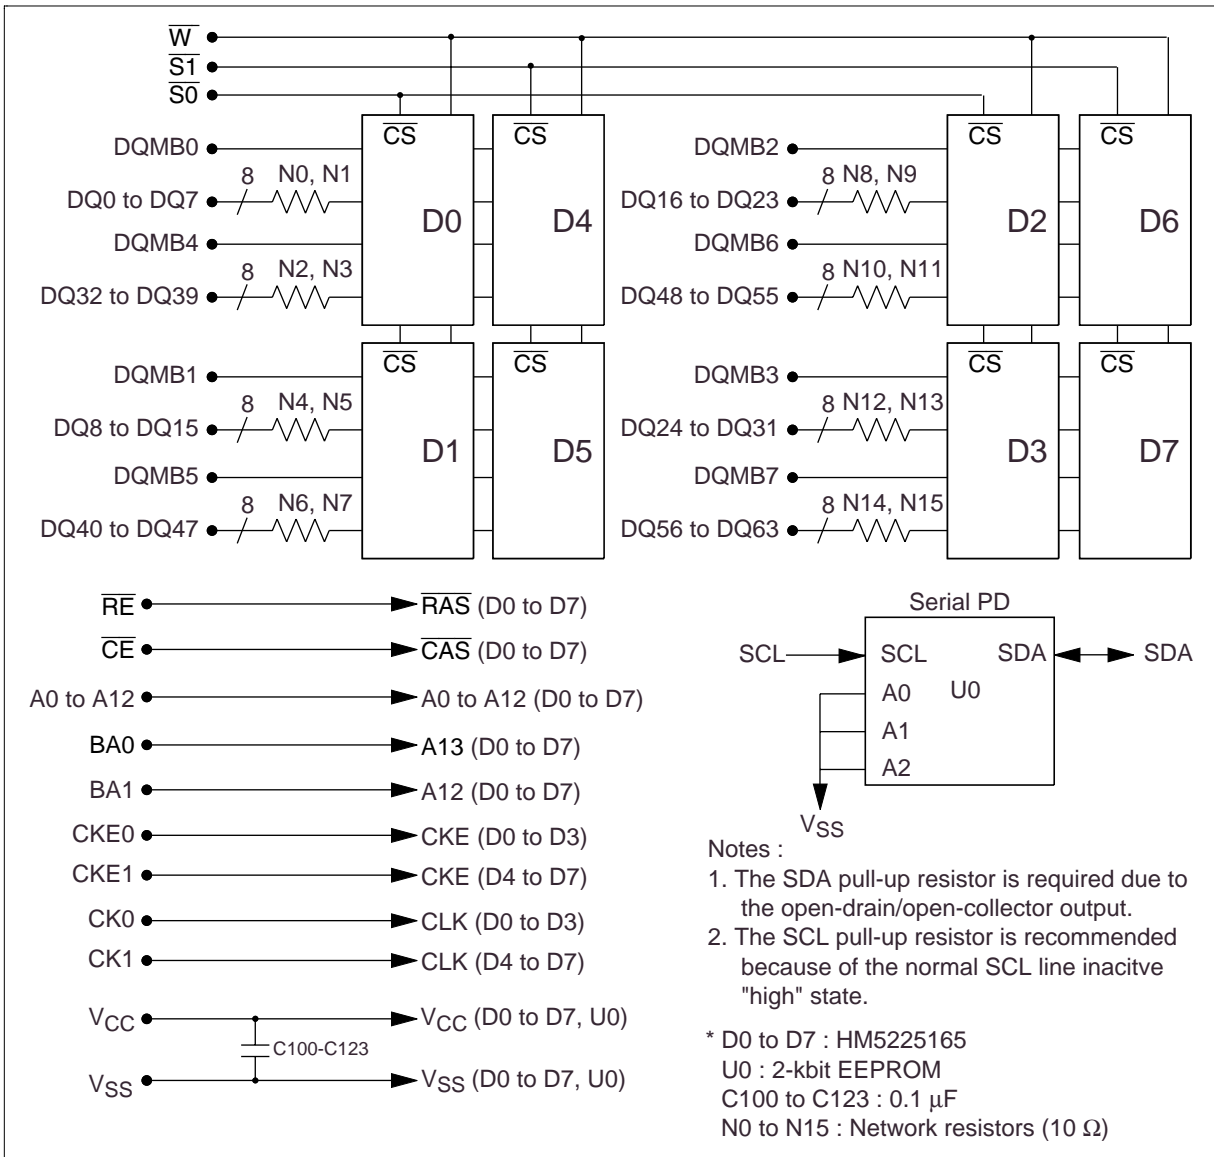 W
S1
S0
CS CS CS CS
DQMB0 DQMB2
8 N0, N1 8 N8, N9
DQ0 to DQ7 DQ16 to DQ23
D0 D4 D2 D6
DQMB4 DQMB6
8 N2, N3 8 N10, N11
DQ32 to DQ39 DQ48 to DQ55
CS CS CS CS
DQMB1 DQMB3
8 N4, N5 8 N12, N13
DQ8 to DQ15 DQ24 to DQ31
D1 D5 D3 D7
DQMB5 DQMB7
8 N6, N7 8 N14, N15
DQ40 to DQ47 DQ56 to DQ63
RE RAS (D0 to D7)
CE CAS (D0 to D7)
A0 to A12 A0 to A12 (D0 to D7)
BA0 A13 (D0 to D7)
BA1 A12 (D0 to D7)
CKE0 CKE (D0 to D3)
CKE1 CKE (D4 to D7)
CK0 CLK (D0 to D3)
CK1 CLK (D4 to D7)
VCC VCC (D0 to D7, U0)
C100-C123
VSS VSS (D0 to D7, U0)
Serial PD
SCL SCL SDA SDA
A0 U0
A1
A2
VSS
Notes :
1. The SDA pull-up resistor is required due to
the open-drain/open-collector output.
2. The SCL pull-up resistor is recommended
because of the normal SCL line inacitve
"high" state.
* D0 to D7 : HM5225165
U0 : 2-kbit EEPROM
C100 to C123 : 0.1 μF
N0 to N15 : Network resistors (10 Ω)